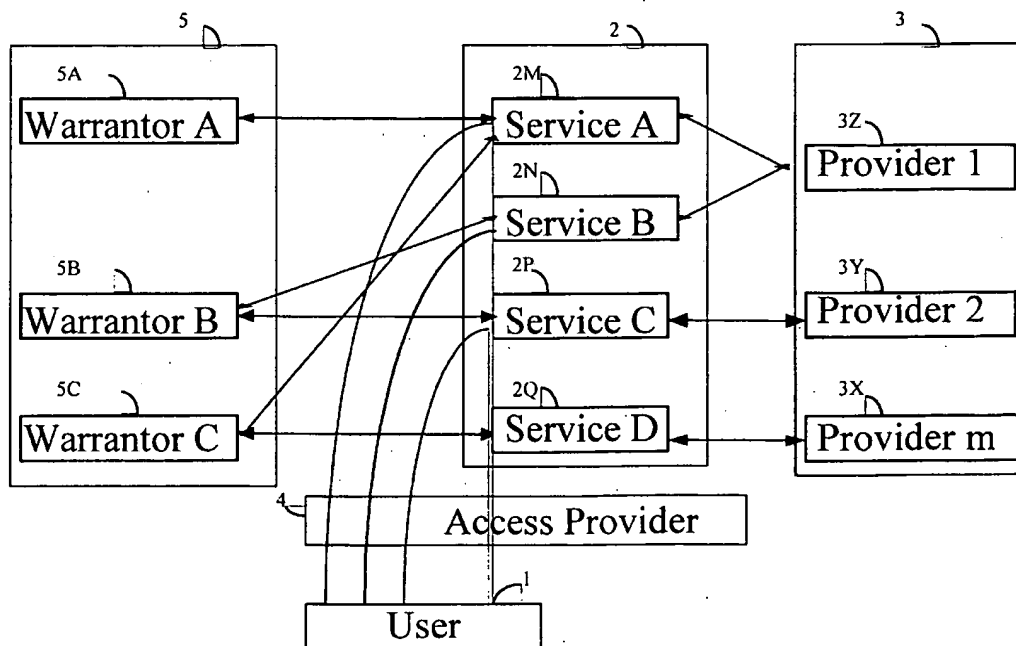 5
2
3
5A
Warrantor A
2M
Service A
3Z
Provider 1
2N
Service B
5B
Warrantor B
2P
Service C
3Y
Provider 2
5C
Warrantor C
2Q
Service D
3X
Provider m
4
Access Provider
1
User